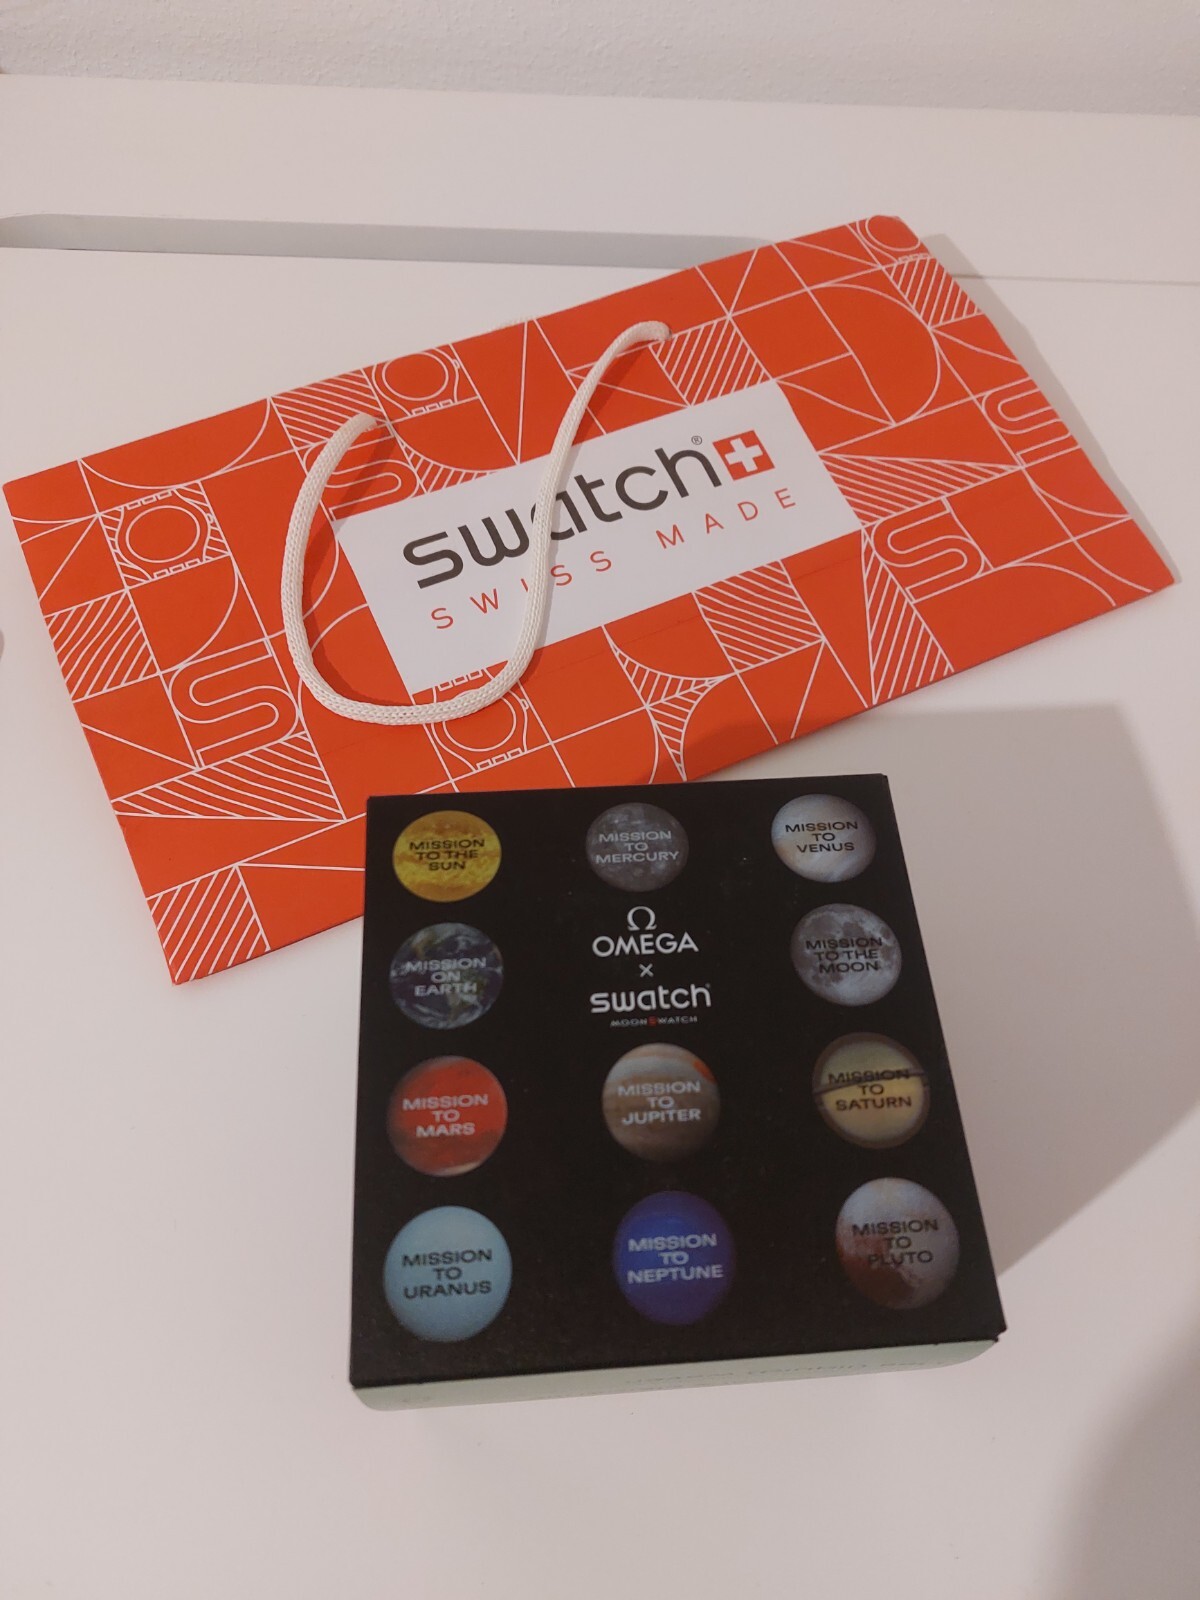 swatch®
SWISS MADE
MISSION
TO THE
SUN
MISSION
TO
MERCURY
MISSION
TO
VENUS
MISSION
ON
EARTH
Ω
OMEGA
×
swatch®
MOONSWATCH
MISSION
TO THE
MOON
MISSION
TO
MARS
MISSION
TO
JUPITER
MISSION
TO
SATURN
MISSION
TO
URANUS
MISSION
TO
NEPTUNE
MISSION
TO
PLUTO